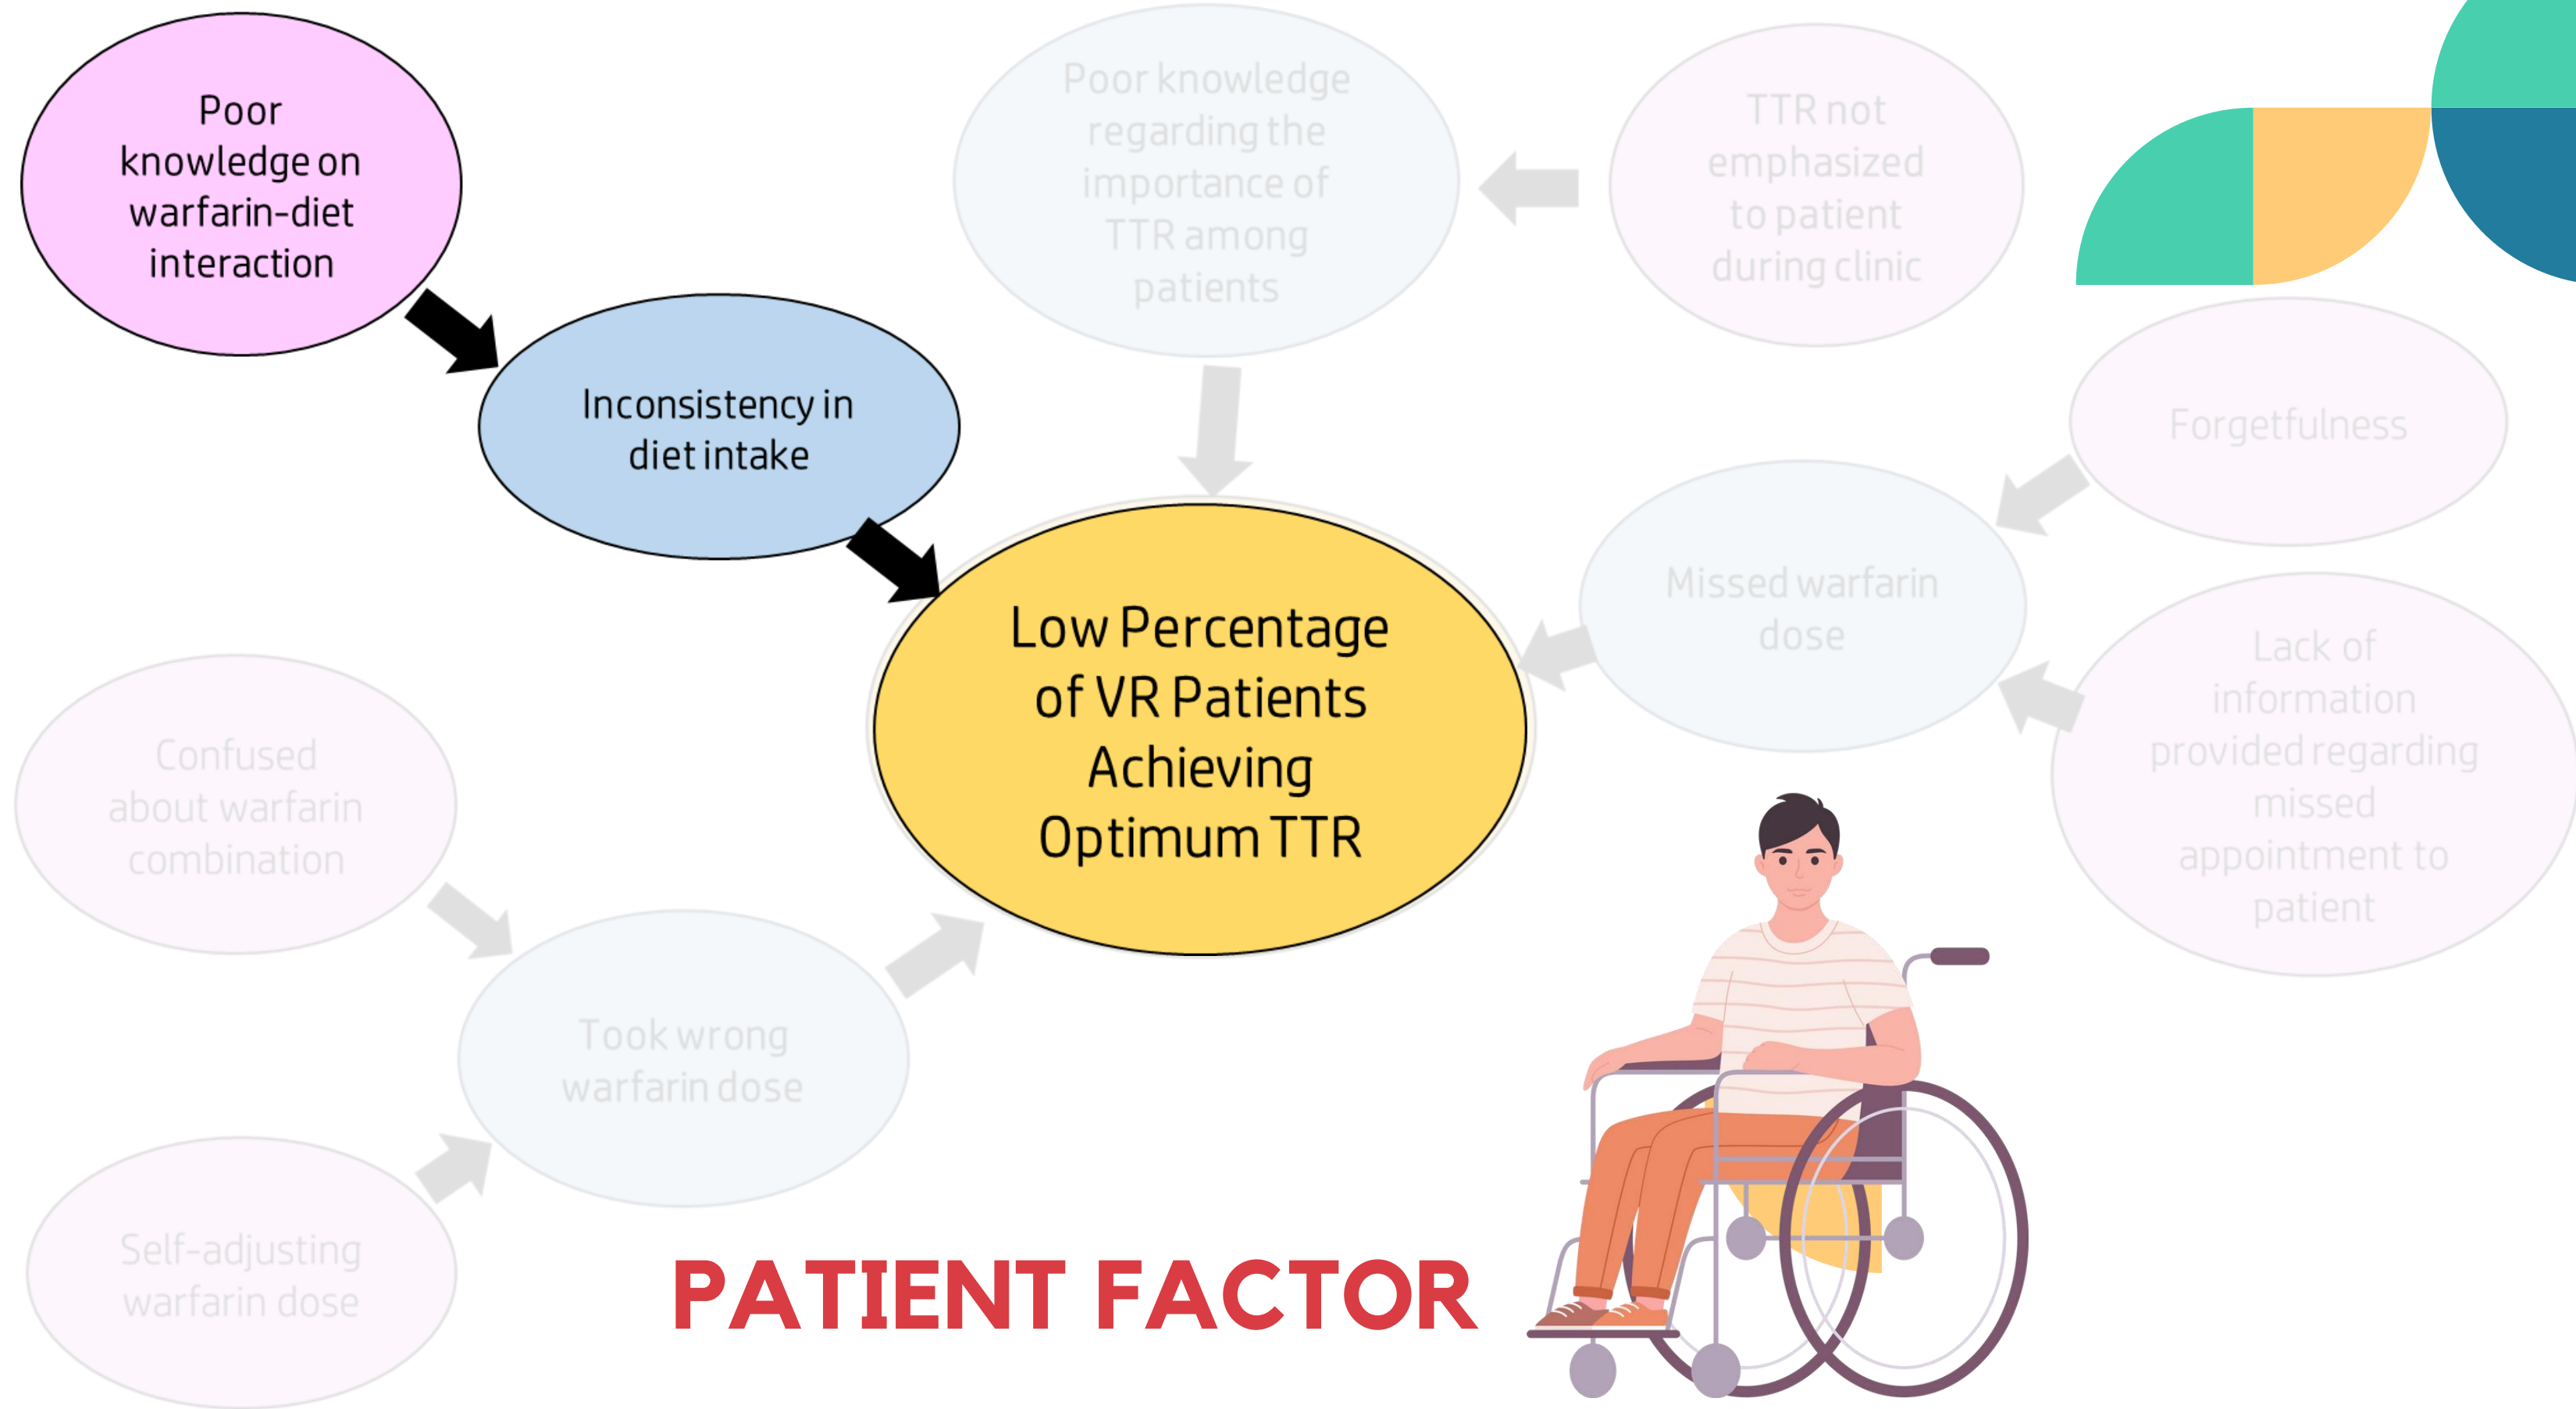 Poor
knowledge on
warfarin-diet
interaction
Inconsistency in
diet intake
Poor knowledge
regarding the
importance of
TTR among
patients
TTR not
emphasized
to patient
during clinic
Forgetfulness
Missed warfarin
dose
Lack of
information
provided regarding
missed
appointment to
patient
Low Percentage
of VR Patients
Achieving
Optimum TTR
Confused
about warfarin
combination
Took wrong
warfarin dose
Self-adjusting
warfarin dose
PATIENT FACTOR